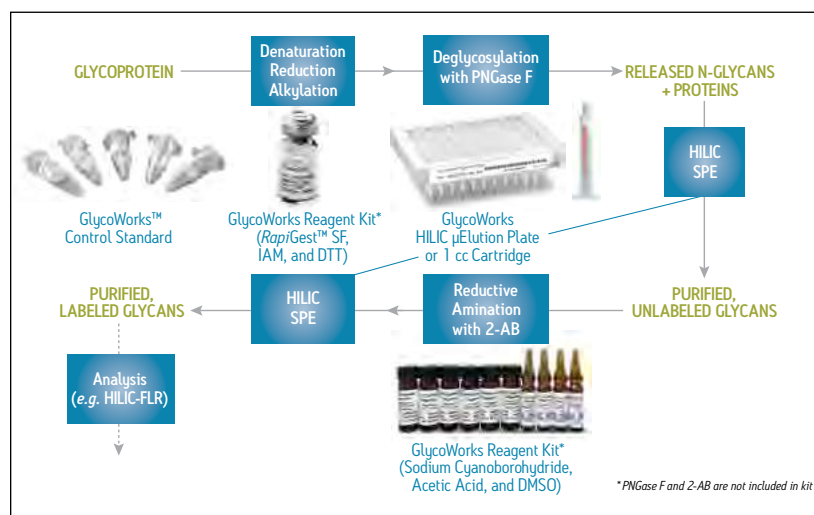 GLYCOPROTEIN
Denaturation
Reduction
Alkylation
Deglycosylation
with PNGase F
RELEASED N-GLYCANS
+ PROTEINS
GlycoWorks™
Control Standard
GlycoWorks Reagent Kit*
(RapiGest™ SF,
IAM, and DTT)
GlycoWorks
HILIC µElution Plate
or 1 cc Cartridge
HILIC
SPE
PURIFIED,
LABELED GLYCANS
HILIC
SPE
Reductive
Amination
with 2-AB
PURIFIED,
UNLABELED GLYCANS
Analysis
(e.g. HILIC-FLR)
GlycoWorks Reagent Kit*
(Sodium Cyanoborohydride,
Acetic Acid, and DMSO)
* PNGase F and 2-AB are not included in kit